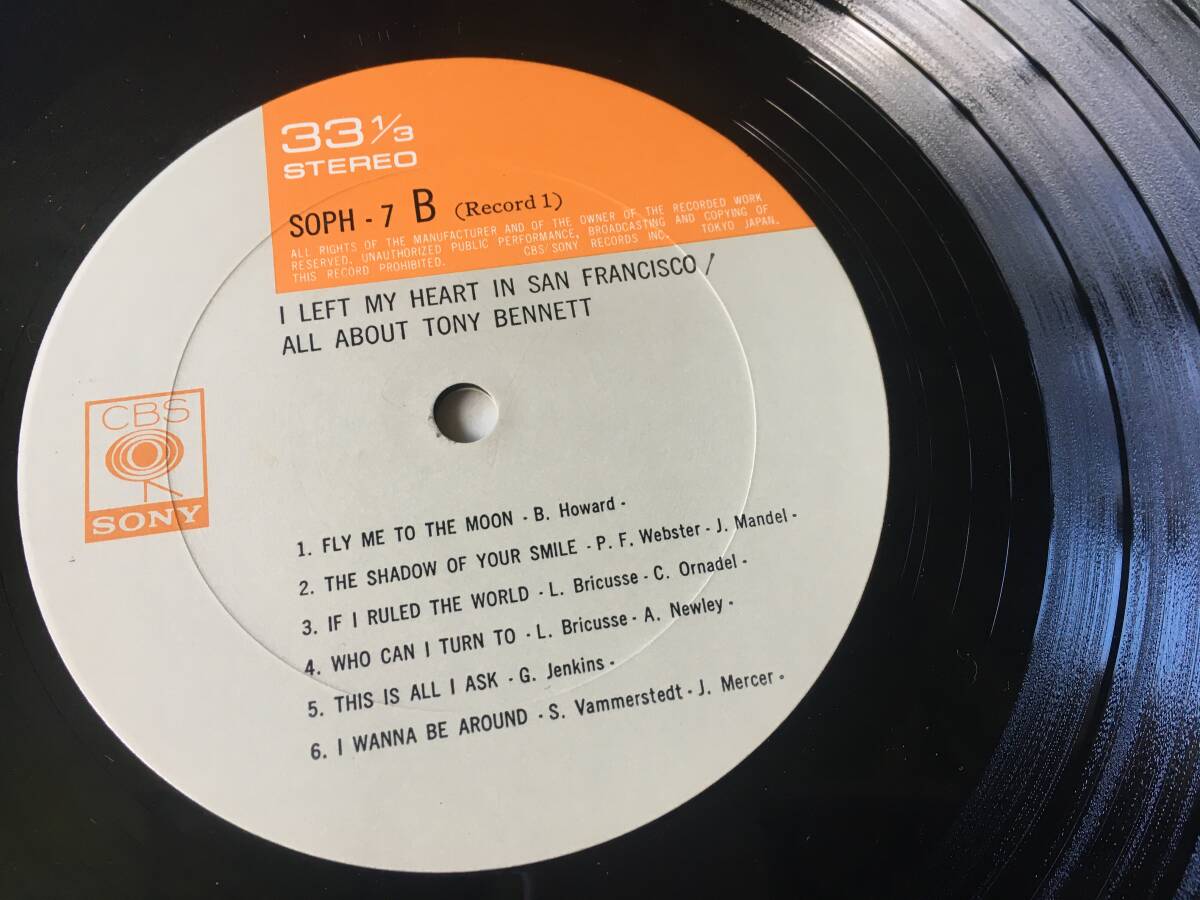 33 1/3
STEREO
SOPH - 7 B (Record 1)
ALL RIGHTS OF THE MANUFACTURER AND OF THE OWNER OF THE RECORDED WORK
RESERVED. UNAUTHORIZED PUBLIC PERFORMANCE, BROADCASTING AND COPYING OF
THIS RECORD PROHIBITED. CBS/SONY RECORDS INC. TOKYO JAPAN.
I LEFT MY HEART IN SAN FRANCISCO /
ALL ABOUT TONY BENNETT
CBS
SONY
1. FLY ME TO THE MOON - B. Howard -
2. THE SHADOW OF YOUR SMILE - P. F. Webster - J. Mandel -
3. IF I RULED THE WORLD - L. Bricusse - C. Ornadel -
4. WHO CAN I TURN TO - L. Bricusse - A. Newley -
5. THIS IS ALL I ASK - G. Jenkins -
6. I WANNA BE AROUND - S. Vammerstedt - J. Mercer -